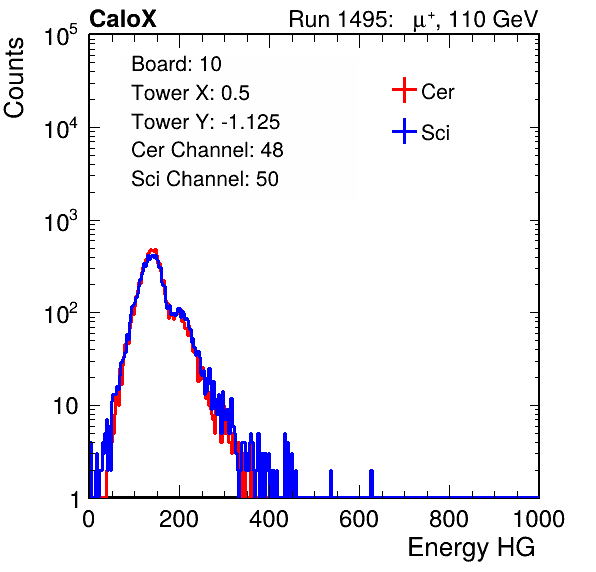 CaloX Run 1495: μ⁺, 110 GeV
Board: 10
Tower X: 0.5
Tower Y: -1.125
Cer Channel: 48
Sci Channel: 50
Cer
Sci
Counts
10⁵
10⁴
10³
10²
10
1
0 200 400 600 800 1000
Energy HG